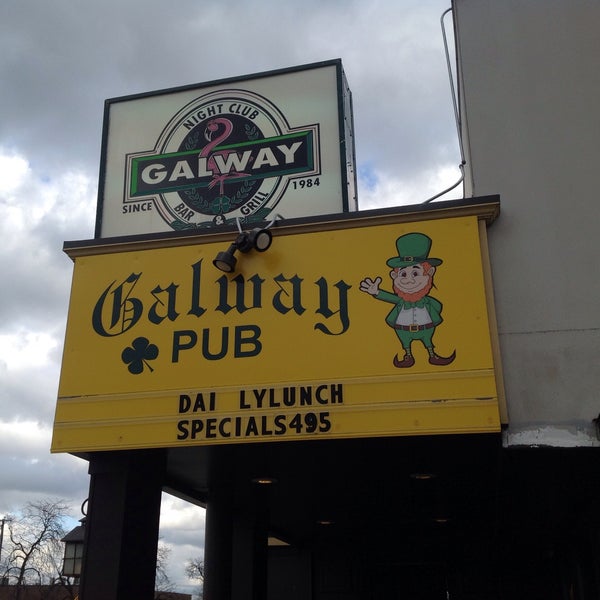 NIGHT CLUB
GALWAY
SINCE 1984
BAR & GRILL
Galway
PUB
DAI LYLUNCH
SPECIALS495